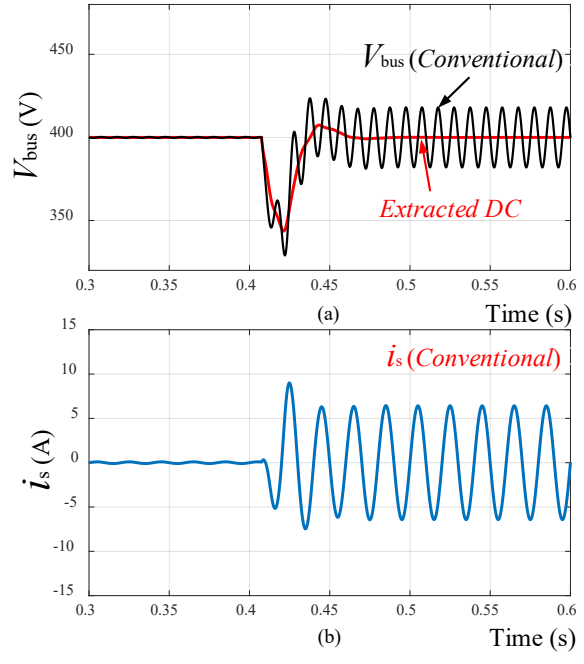 450
V_bus (Conventional)
400
V_bus (V)
350
Extracted DC
0.3 0.35 0.4 0.45 0.5 0.55 0.6
(a) Time (s)
15
i_s (Conventional)
10
5
0
i_s (A)
-5
-10
-15
0.3 0.35 0.4 0.45 0.5 0.55 0.6
(b) Time (s)